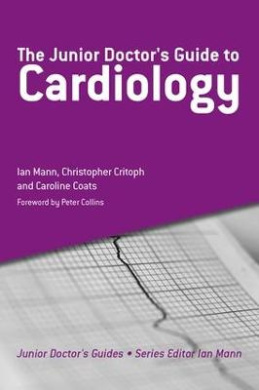 The Junior Doctor's Guide to
Cardiology
Ian Mann, Christopher Critoph
and Caroline Coats
Foreword by Peter Collins
Junior Doctor's Guides • Series Editor Ian Mann